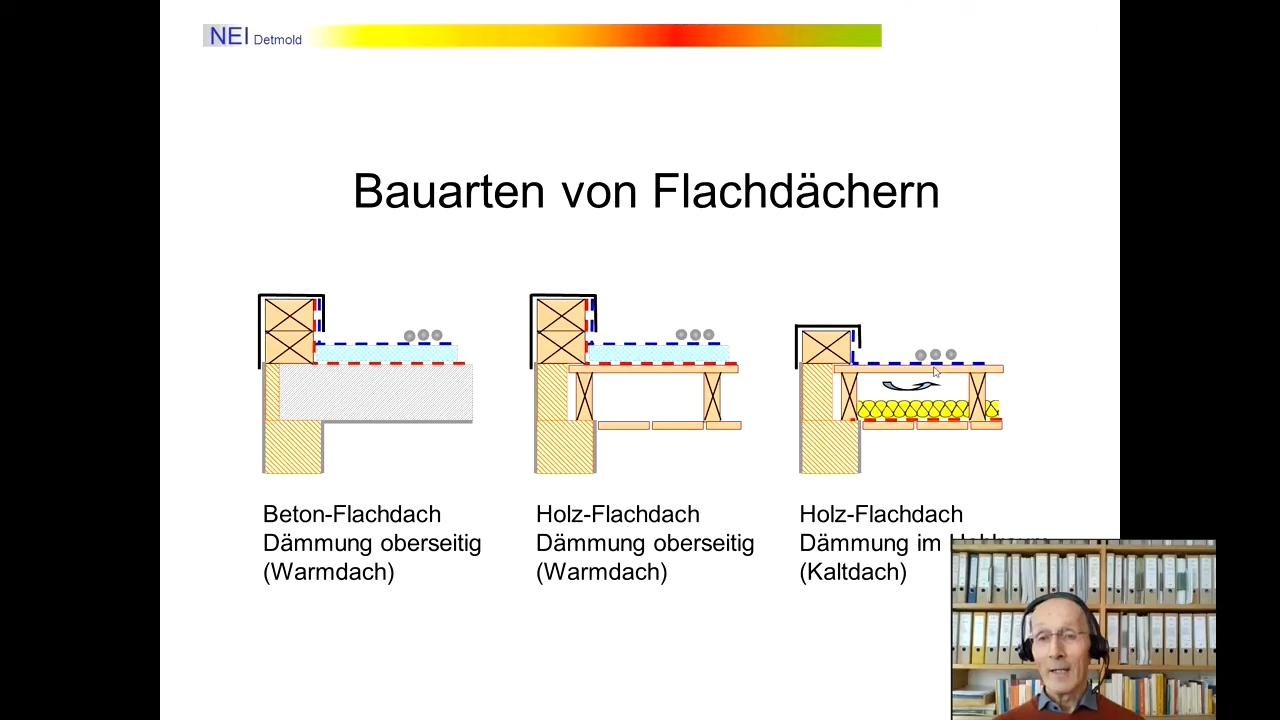 NEI Detmold
Bauarten von Flachdächern
Beton-Flachdach
Dämmung oberseitig
(Warmdach)
Holz-Flachdach
Dämmung oberseitig
(Warmdach)
Holz-Flachdach
Dämmung im
(Kaltdach)